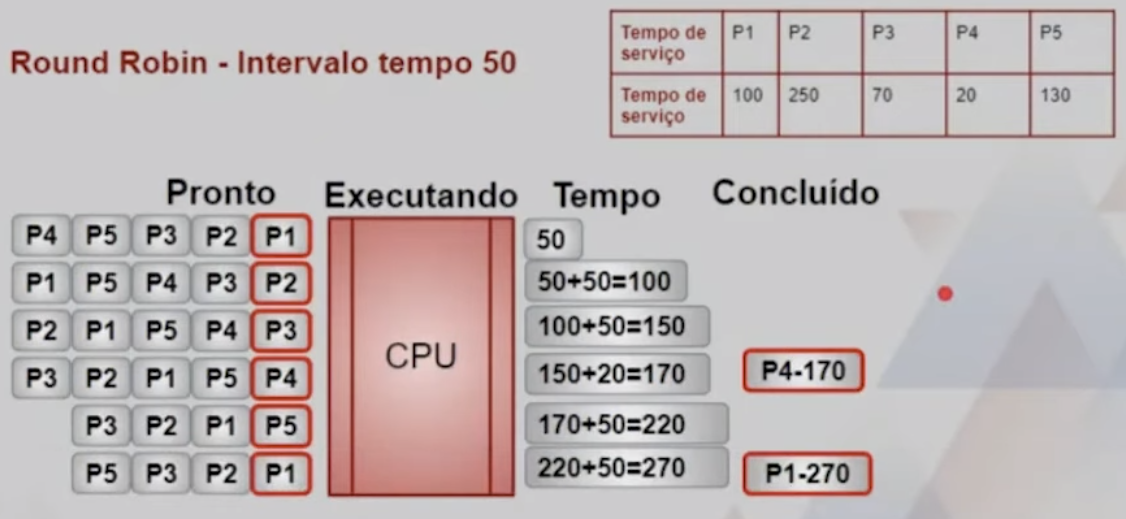 Round Robin - Intervalo tempo 50
Tempo de serviço P1 P2 P3 P4 P5
Tempo de serviço 100 250 70 20 130
Pronto Executando Tempo Concluído
P4 P5 P3 P2 P1 50
P1 P5 P4 P3 P2 50+50=100
P2 P1 P5 P4 P3 100+50=150
CPU
P3 P2 P1 P5 P4 150+20=170 P4-170
P3 P2 P1 P5 170+50=220
P5 P3 P2 P1 220+50=270 P1-270